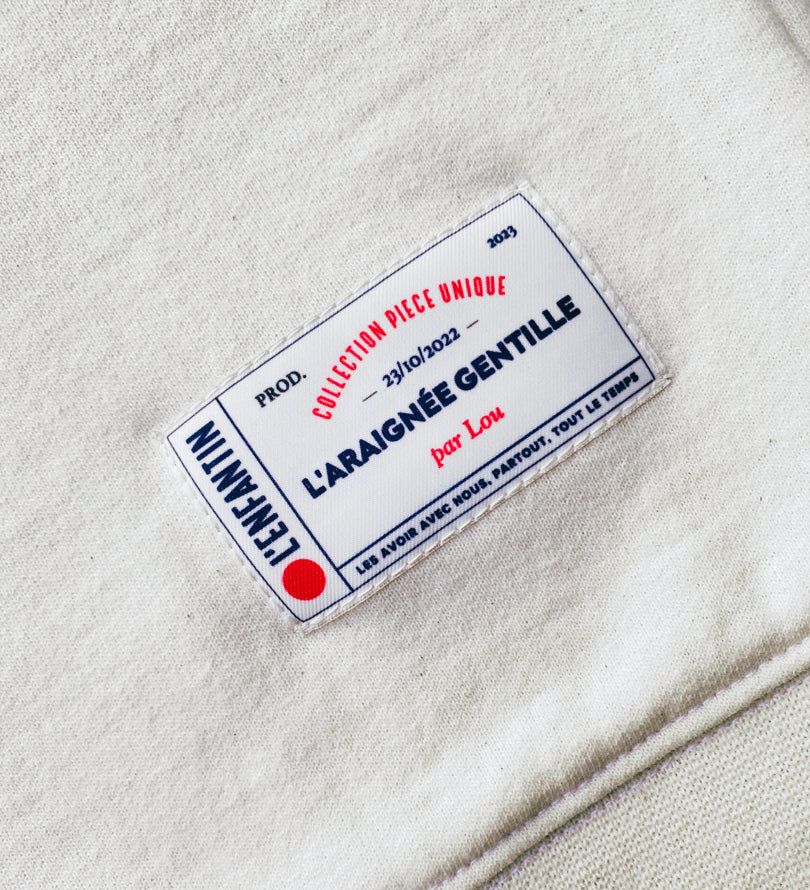 2023
PROD.
COLLECTION PIECE UNIQUE
— 23/10/2022 —
L'ARAIGNÉE GENTILLE
par Lou
LES AVOIR AVEC NOUS, PARTOUT, TOUT LE TEMPS
L'ENFANTIN